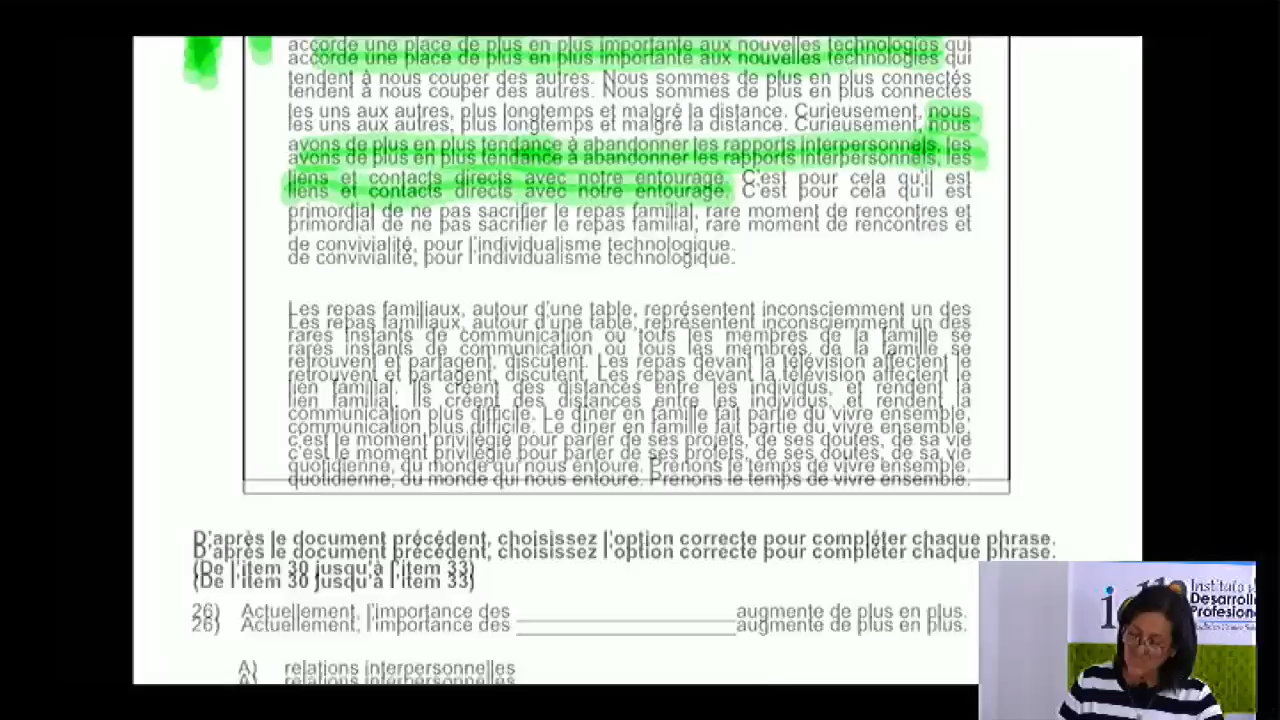 accorde une place de plus en plus importante aux nouvelles technologies qui
tendent à nous couper des autres. Nous sommes de plus en plus connectés
les uns aux autres, plus longtemps et malgré la distance. Curieusement, nous
avons de plus en plus tendance à abandonner les rapports interpersonnels, les
liens et contacts directs avec notre entourage. C'est pour cela qu'il est
primordial de ne pas sacrifier le repas familial, rare moment de rencontres et
de convivialité, pour l'individualisme technologique.
Les repas familiaux, autour d'une table, représentent inconsciemment un des
rares instants de communication où tous les membres de la famille se
retrouvent et partagent, discutent. Les repas devant la télévision affectent le
lien familial. Ils créent des distances entre les individus, et rendent la
communication plus difficile. Le dîner en famille fait partie du vivre ensemble,
c'est le moment privilégié pour parler de ses projets, de ses doutes, de sa vie
quotidienne, du monde qui nous entoure. Prenons le temps de vivre ensemble.
D'après le document précédent, choisissez l'option correcte pour compléter chaque phrase.
(De l'item 30 jusqu'à l'item 33)
26) Actuellement, l'importance des ____________________ augmente de plus en plus.
A) relations interpersonnelles
Instituto
Desarrollo
Profesional